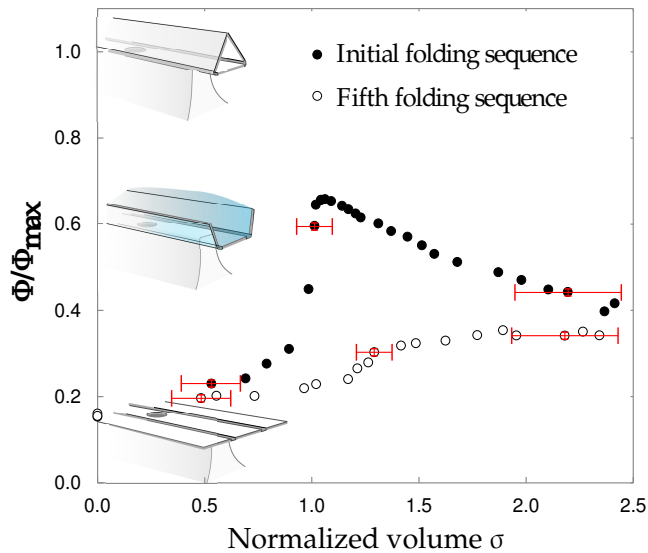 1.0
Initial folding sequence
Fifth folding sequence
0.8
Φ/Φmax
0.6
0.4
0.2
0.0
0.0 0.5 1.0 1.5 2.0 2.5
Normalized volume σ